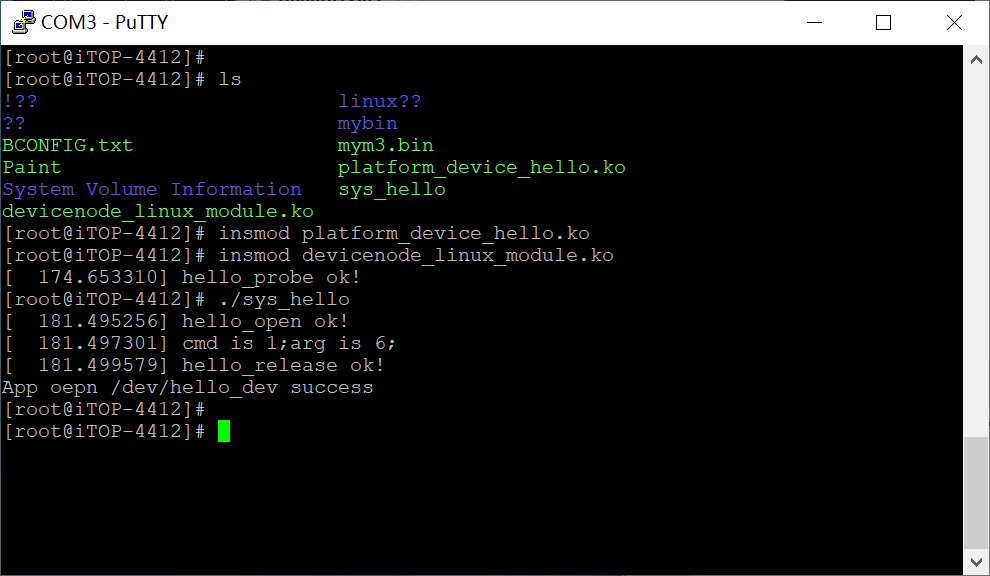 COM3 - PuTTY
[root@iTOP-4412]#
[root@iTOP-4412]# ls
!??                       linux??
??                        mybin
BCONFIG.txt               mym3.bin
Paint                     platform_device_hello.ko
System Volume Information   sys_hello
devicenode_linux_module.ko
[root@iTOP-4412]# insmod platform_device_hello.ko
[root@iTOP-4412]# insmod devicenode_linux_module.ko
[  174.653310] hello_probe ok!
[root@iTOP-4412]# ./sys_hello
[  181.495256] hello_open ok!
[  181.497301] cmd is 1;arg is 6;
[  181.499579] hello_release ok!
App oepn /dev/hello_dev success
[root@iTOP-4412]#
[root@iTOP-4412]#